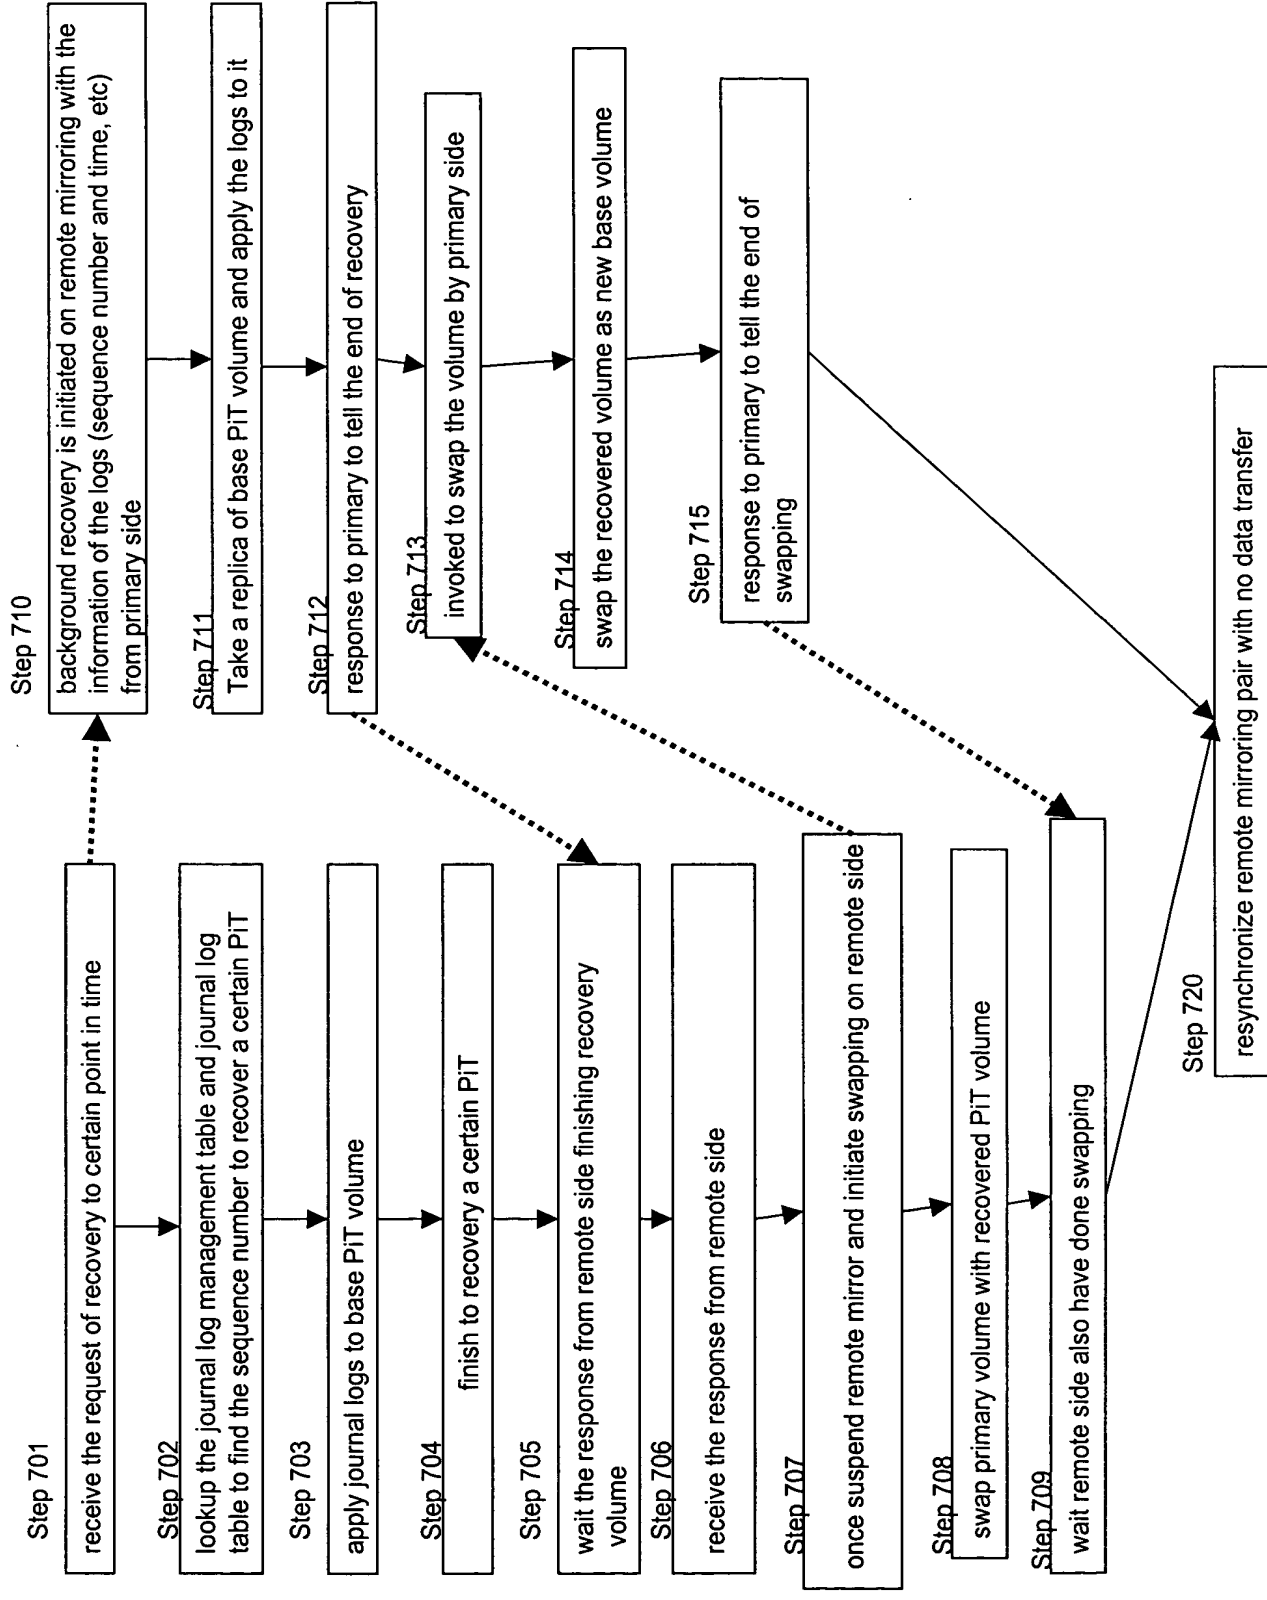 Step 701
receive the request of recovery to certain point in time
Step 702
lookup the journal log management table and journal log
table to find the sequence number to recover a certain PiT
Step 703
apply journal logs to base PiT volume
Step 704
finish to recovery a certain PiT
Step 705
wait the response from remote side finishing recovery
volume
Step 706
receive the response from remote side
Step 707
once suspend remote mirror and initiate swapping on remote side
Step 708
swap primary volume with recovered PiT volume
Step 709
wait remote side also have done swapping
Step 710
background recovery is initiated on remote mirroring with the
information of the logs (sequence number and time, etc)
from primary side
Step 711
Take a replica of base PiT volume and apply the logs to it
Step 712
response to primary to tell the end of recovery
Step 713
invoked to swap the volume by primary side
Step 714
swap the recovered volume as new base volume
Step 715
response to primary to tell the end of
swapping
Step 720
resynchronize remote mirroring pair with no data transfer